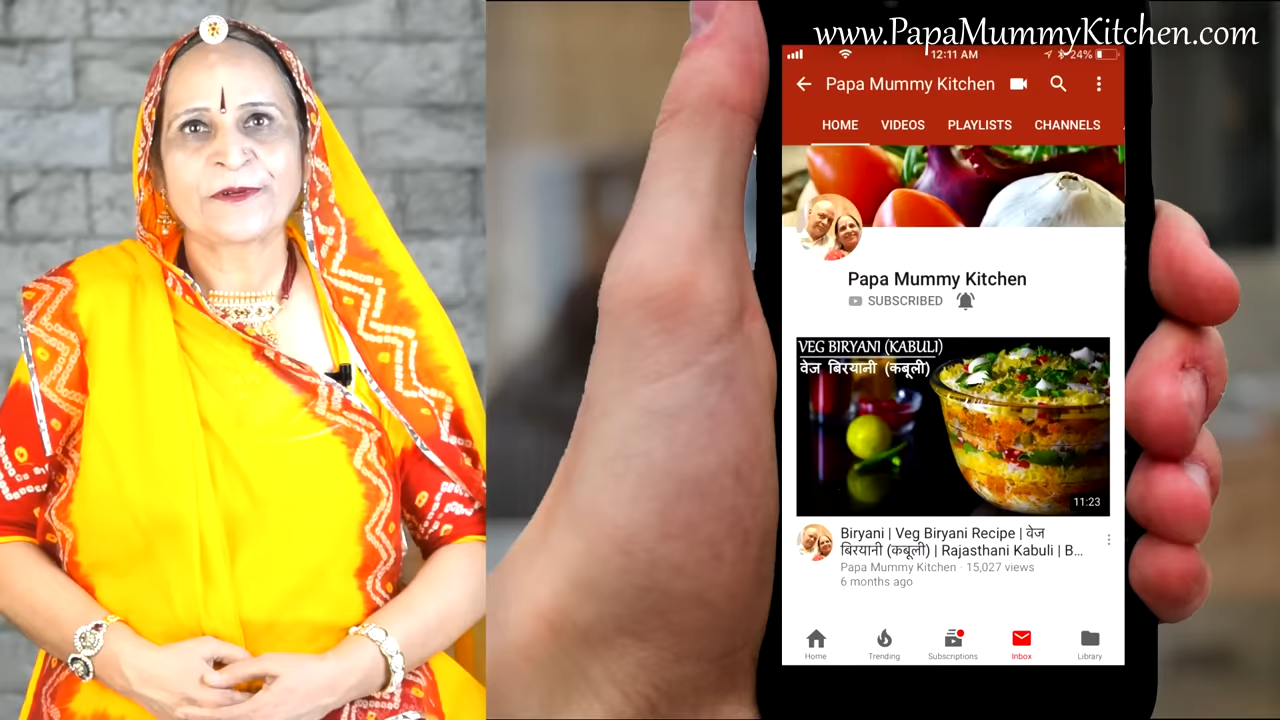 www.PapaMummyKitchen.com
12:11 AM
24%
Papa Mummy Kitchen
HOME VIDEOS PLAYLISTS CHANNELS
Papa Mummy Kitchen
SUBSCRIBED
VEG BIRYANI (KABULI)
वेज बिरयानी (कबूली)
11:23
Biryani | Veg Biryani Recipe | वेज
बिरयानी (कबूली) | Rajasthani Kabuli | B...
Papa Mummy Kitchen · 15,027 views
6 months ago
Home Trending Subscriptions Inbox Library